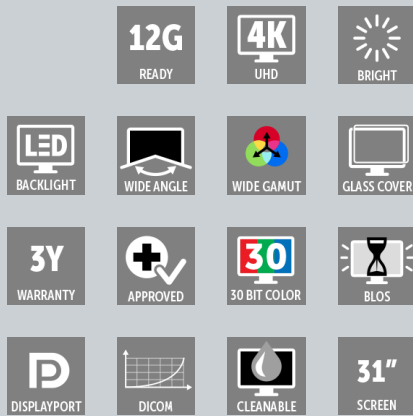 12G
READY
4K
UHD
BRIGHT
LED
BACKLIGHT
WIDE ANGLE
WIDE GAMUT
GLASS COVER
3Y
WARRANTY
APPROVED
30
30 BIT COLOR
BLOS
D
DISPLAYPORT
DICOM
CLEANABLE
31"
SCREEN